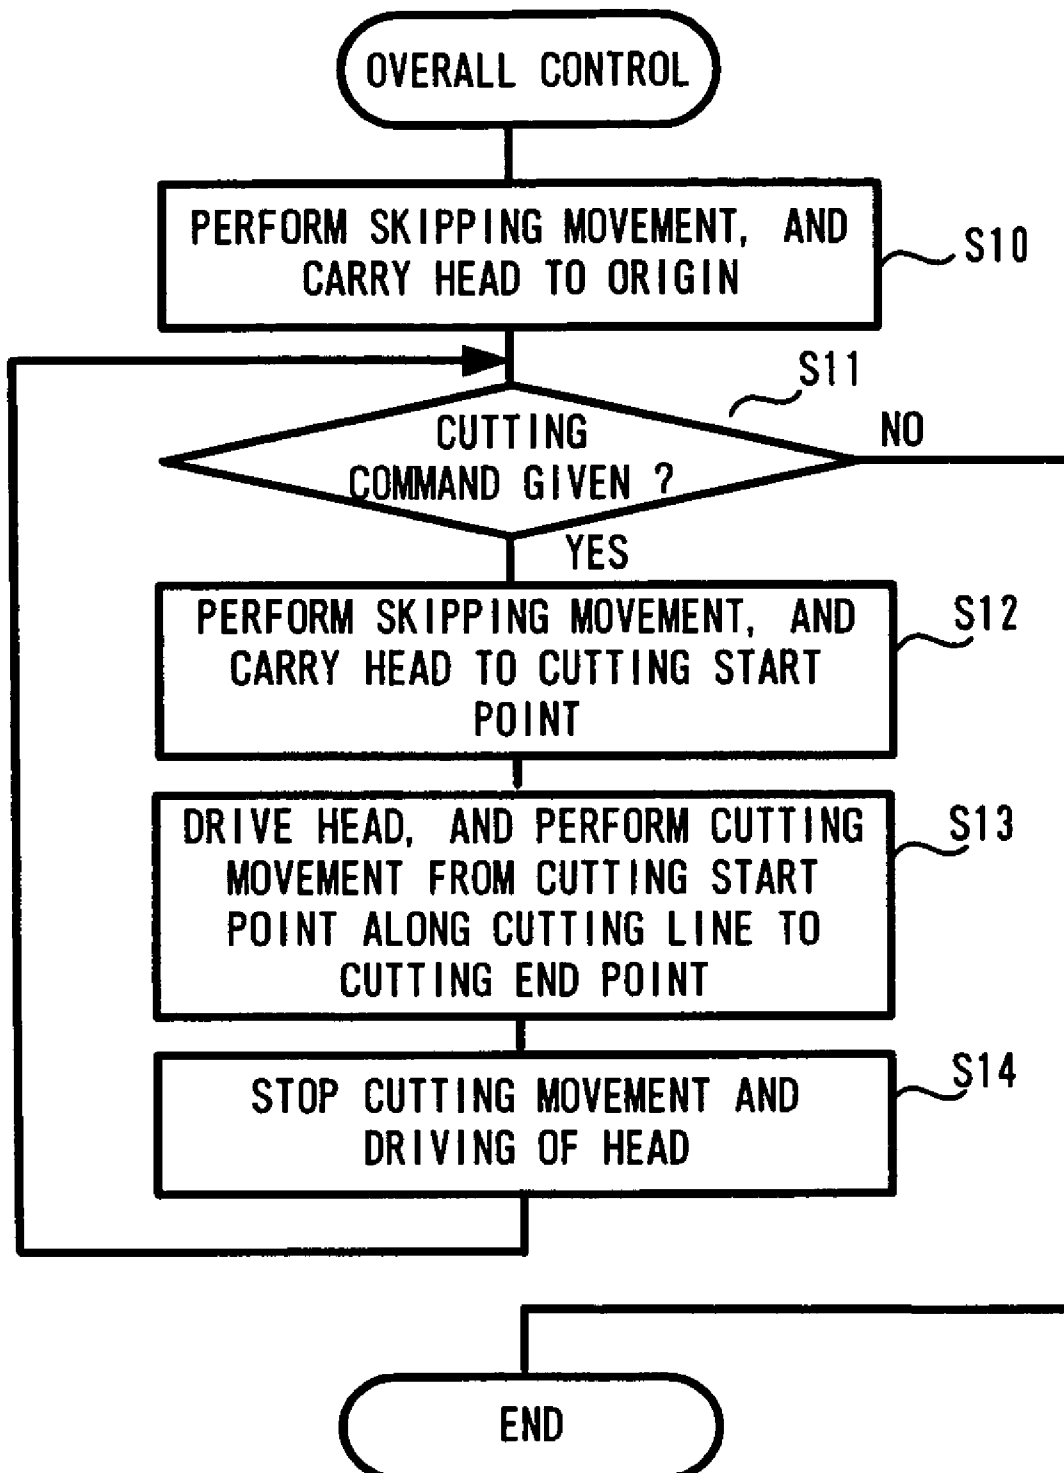 OVERALL CONTROL
PERFORM SKIPPING MOVEMENT, AND
CARRY HEAD TO ORIGIN
S10
S11
CUTTING
COMMAND GIVEN ?
NO
YES
PERFORM SKIPPING MOVEMENT, AND
CARRY HEAD TO CUTTING START
POINT
S12
DRIVE HEAD, AND PERFORM CUTTING
MOVEMENT FROM CUTTING START
POINT ALONG CUTTING LINE TO
CUTTING END POINT
S13
STOP CUTTING MOVEMENT AND
DRIVING OF HEAD
S14
END